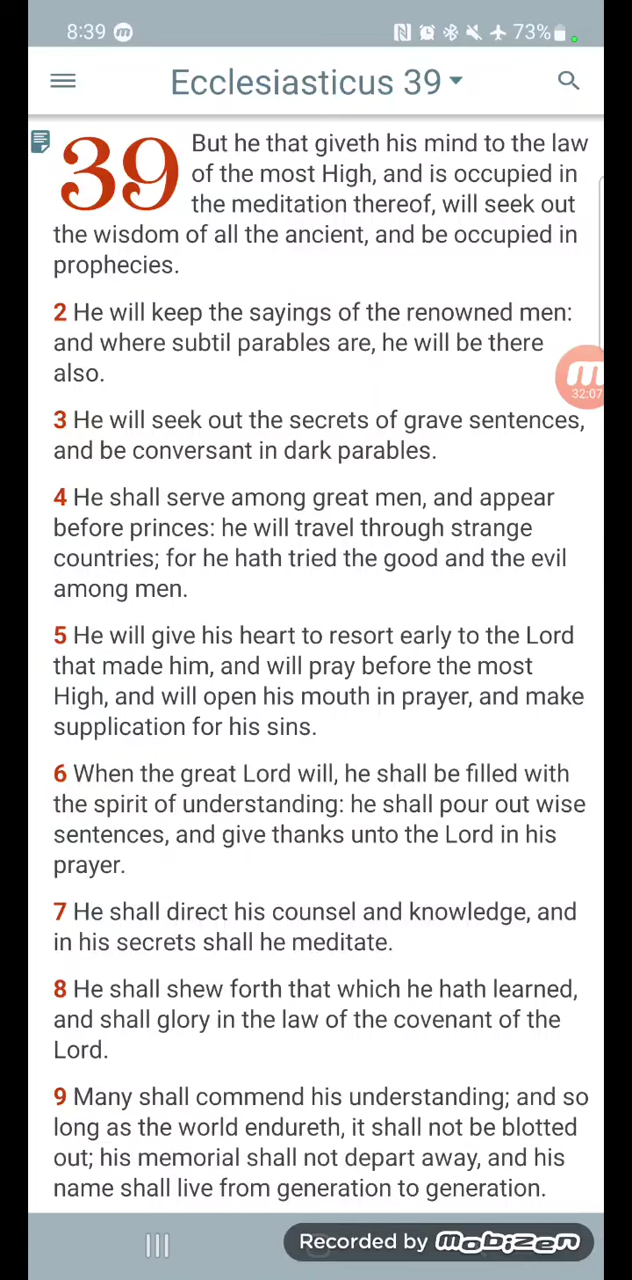 8:39 m 73%
Ecclesiasticus 39
39 But he that giveth his mind to the law
of the most High, and is occupied in
the meditation thereof, will seek out
the wisdom of all the ancient, and be occupied in
prophecies.
2 He will keep the sayings of the renowned men:
and where subtil parables are, he will be there
also.
m
32:07
3 He will seek out the secrets of grave sentences,
and be conversant in dark parables.
4 He shall serve among great men, and appear
before princes: he will travel through strange
countries; for he hath tried the good and the evil
among men.
5 He will give his heart to resort early to the Lord
that made him, and will pray before the most
High, and will open his mouth in prayer, and make
supplication for his sins.
6 When the great Lord will, he shall be filled with
the spirit of understanding: he shall pour out wise
sentences, and give thanks unto the Lord in his
prayer.
7 He shall direct his counsel and knowledge, and
in his secrets shall he meditate.
8 He shall shew forth that which he hath learned,
and shall glory in the law of the covenant of the
Lord.
9 Many shall commend his understanding; and so
long as the world endureth, it shall not be blotted
out; his memorial shall not depart away, and his
name shall live from generation to generation.
Recorded by mobizen